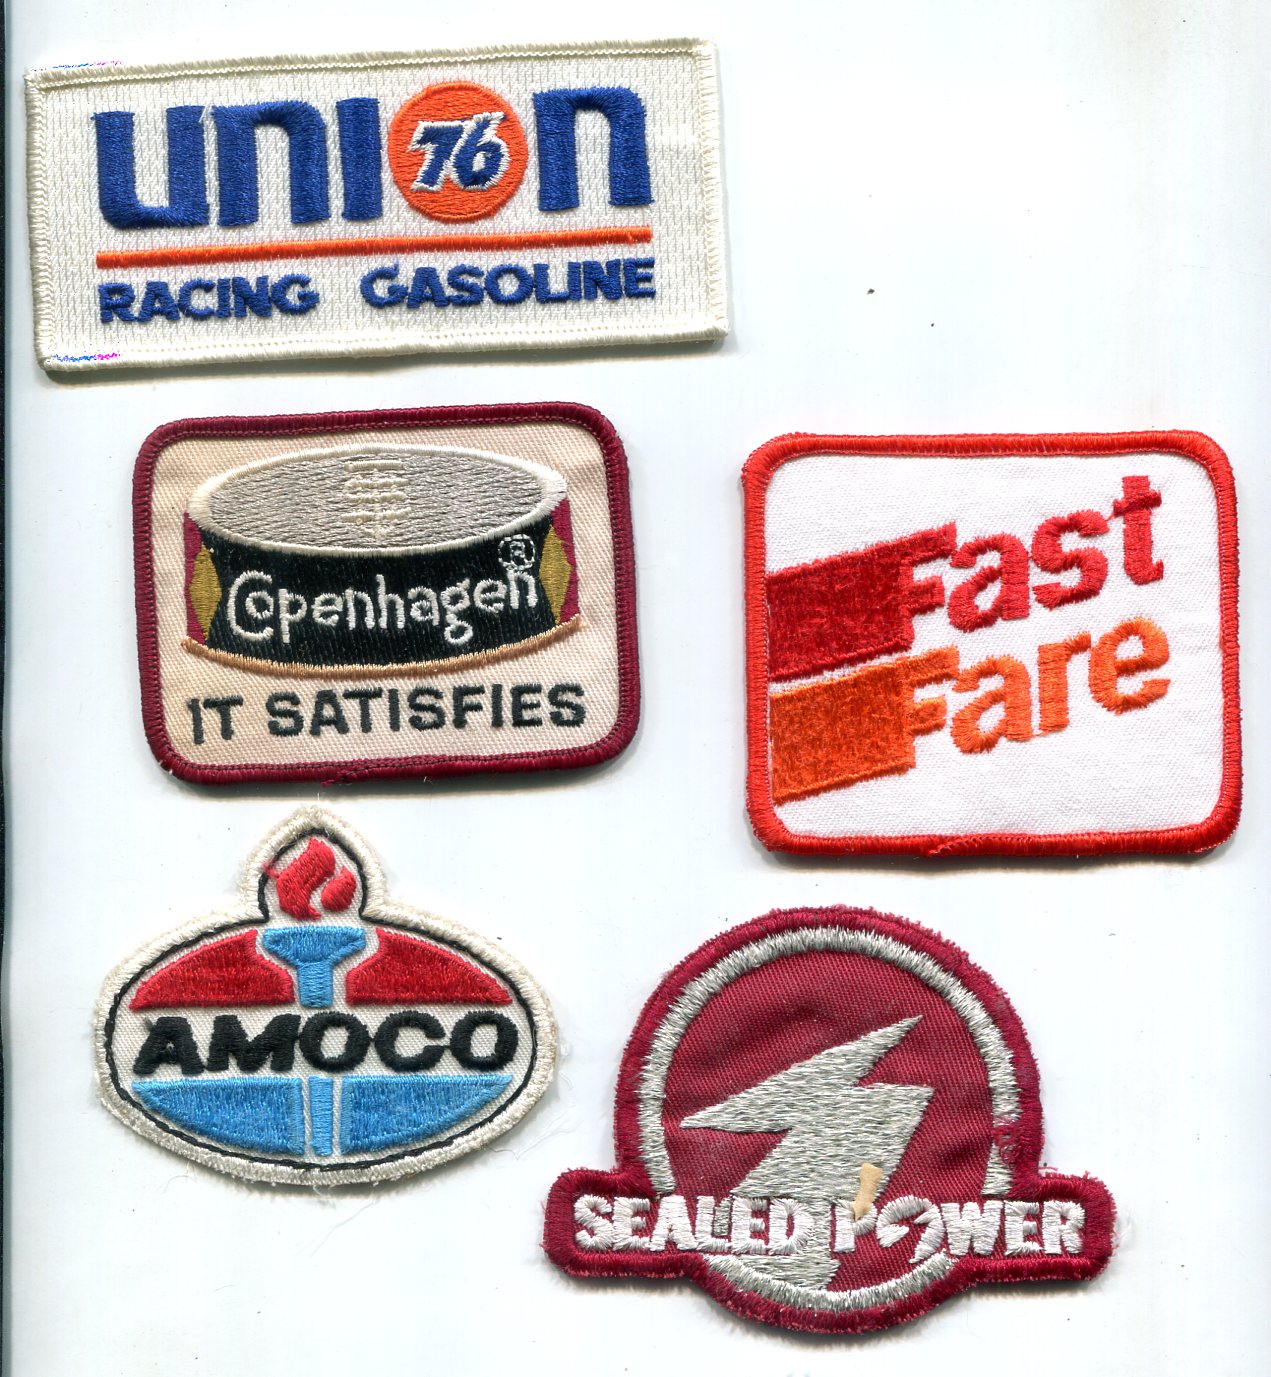 UNION
76
RACING GASOLINE
Copenhagen®
IT SATISFIES
Fast
Fare
AMOCO
SEALED POWER